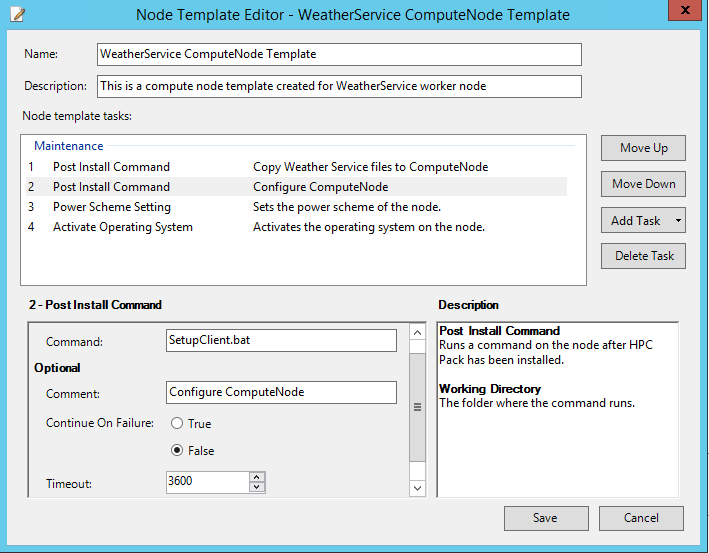 Node Template Editor - WeatherService ComputeNode Template
x
Name: WeatherService ComputeNode Template
Description: This is a compute node template created for WeatherService worker node
Node template tasks:
Maintenance
1 Post Install Command Copy Weather Service files to ComputeNode
2 Post Install Command Configure ComputeNode
3 Power Scheme Setting Sets the power scheme of the node.
4 Activate Operating System Activates the operating system on the node.
Move Up
Move Down
Add Task
Delete Task
2 - Post Install Command
Command: SetupClient.bat
Optional
Comment: Configure ComputeNode
Continue On Failure: True
False
Timeout: 3600
Description
Post Install Command
Runs a command on the node after HPC
Pack has been installed.
Working Directory
The folder where the command runs.
Save
Cancel